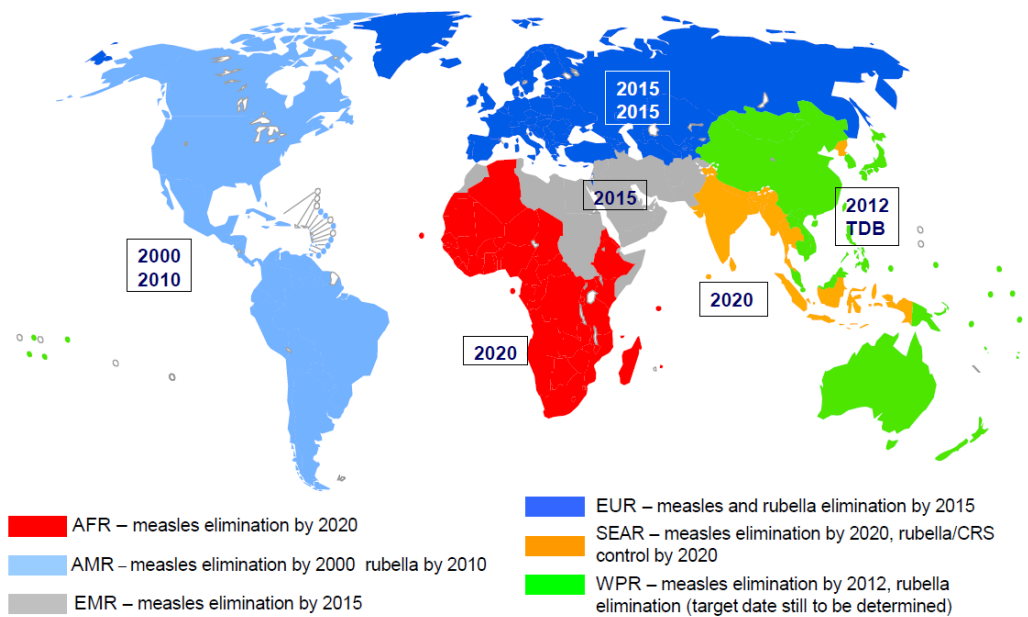 2015
2015
2015
2012
TDB
2000
2010
2020
2020
AFR – measles elimination by 2020
AMR – measles elimination by 2000 rubella by 2010
EMR – measles elimination by 2015
EUR – measles and rubella elimination by 2015
SEAR – measles elimination by 2020, rubella/CRS
control by 2020
WPR – measles elimination by 2012, rubella
elimination (target date still to be determined)